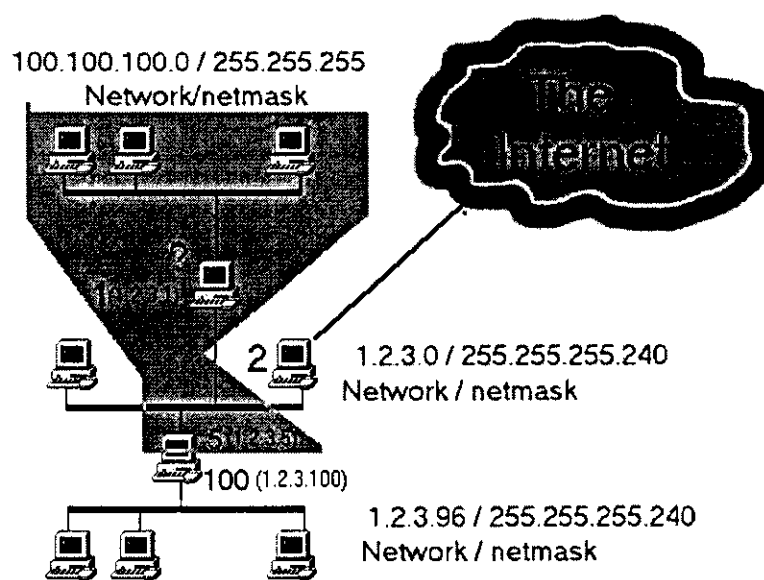 100.100.100.0 / 255.255.255
Network/netmask
The
Internet
2
1.2.3.0 / 255.255.255.240
Network / netmask
100 (1.2.3.100)
1.2.3.96 / 255.255.255.240
Network / netmask